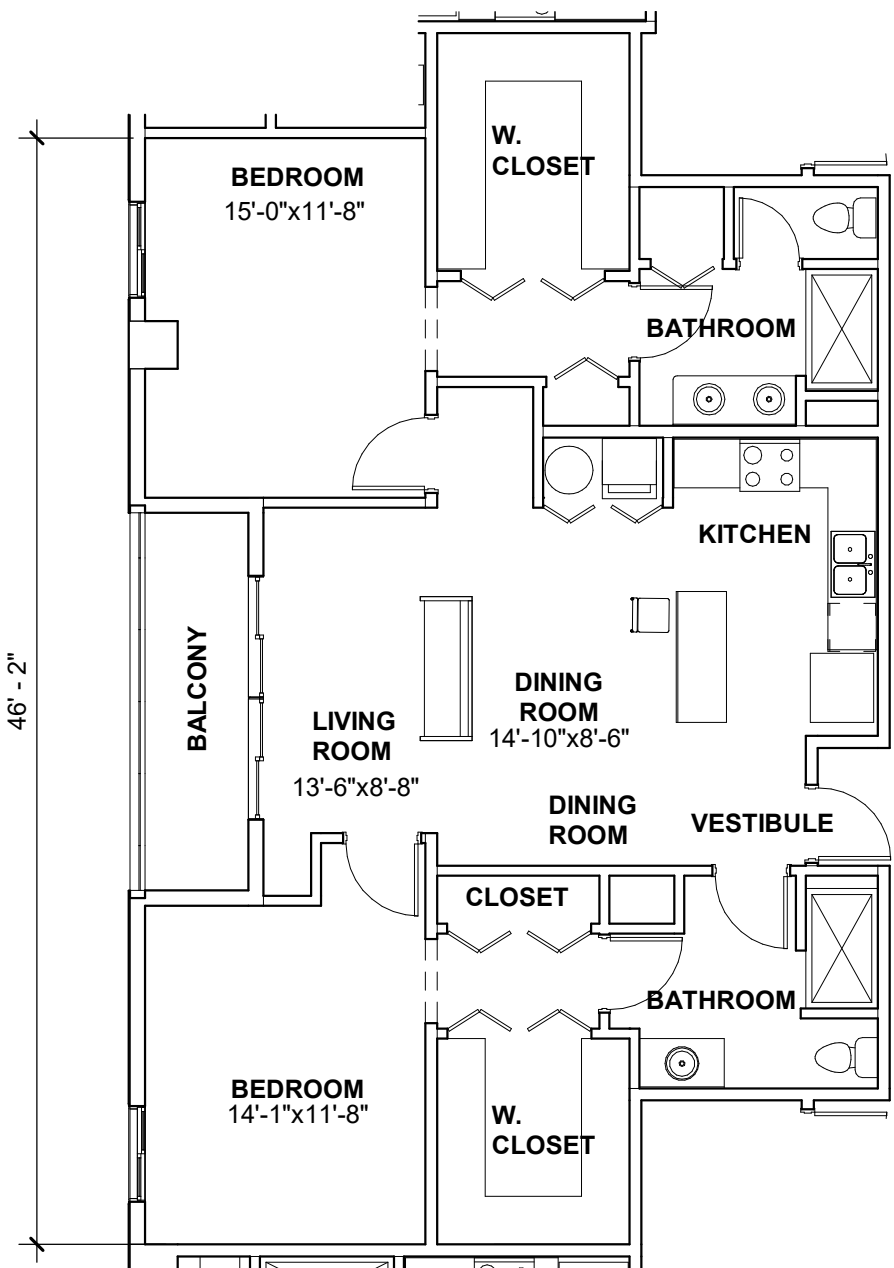 W.
CLOSET
BEDROOM
15'-0"x11'-8"
BATHROOM
KITCHEN
46' - 2"
BALCONY
LIVING
ROOM
13'-6"x8'-8"
DINING
ROOM
14'-10"x8'-6"
DINING
ROOM
VESTIBULE
CLOSET
BATHROOM
BEDROOM
14'-1"x11'-8"
W.
CLOSET